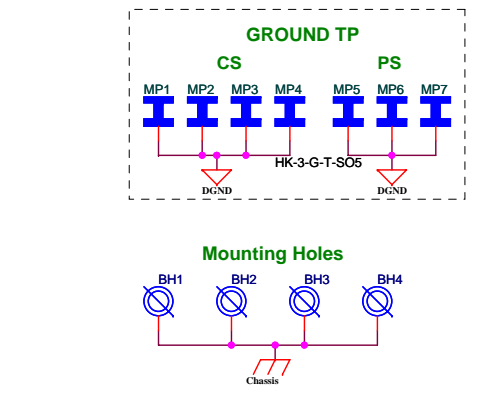 GROUND TP
CS PS
MP1 MP2 MP3 MP4 MP5 MP6 MP7
HK-3-G-T-SO5
DGND DGND
Mounting Holes
BH1 BH2 BH3 BH4
Chassis